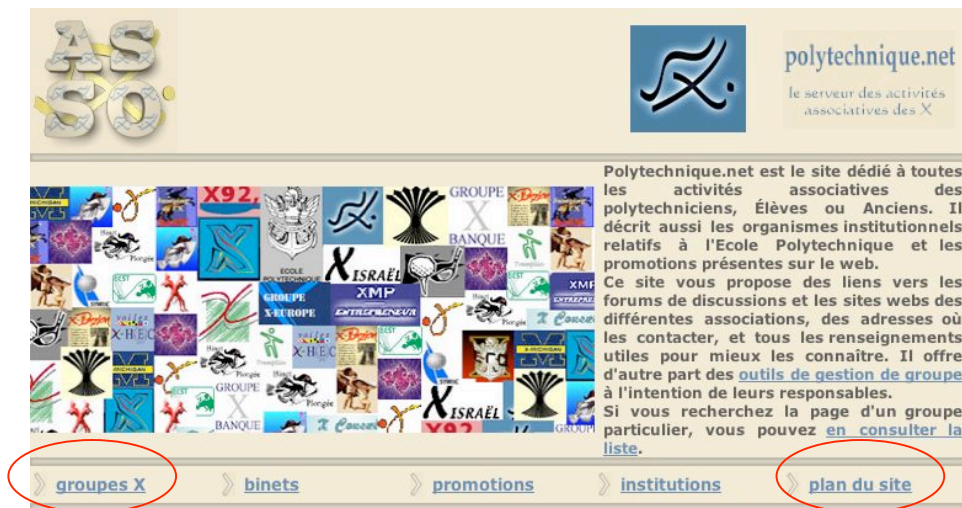 AS
SO
polytechnique.net
le serveur des activités
associatives des X
Polytechnique.net est le site dédié à toutes
les activités associatives des
polytechniciens, Élèves ou Anciens. Il
décrit aussi les organismes institutionnels
relatifs à l'Ecole Polytechnique et les
promotions présentes sur le web.
Ce site vous propose des liens vers les
forums de discussions et les sites webs des
différentes associations, des adresses où
les contacter, et tous les renseignements
utiles pour mieux les connaître. Il offre
d'autre part des outils de gestion de groupe
à l'intention de leurs responsables.
Si vous recherchez la page d'un groupe
particulier, vous pouvez en consulter la
liste.
X92,
GROUPE
X
BANQUE
ECOLE
POLYTECHNIQUE
X ISRAËL
GROUPE
X-EUROPE
XMP
ENTREPRENEUR
X-HEC
Binet
Plongée
GROUPE
X
BANQUE
X ISRAËL
X92
groupes X
binets
promotions
institutions
plan du site